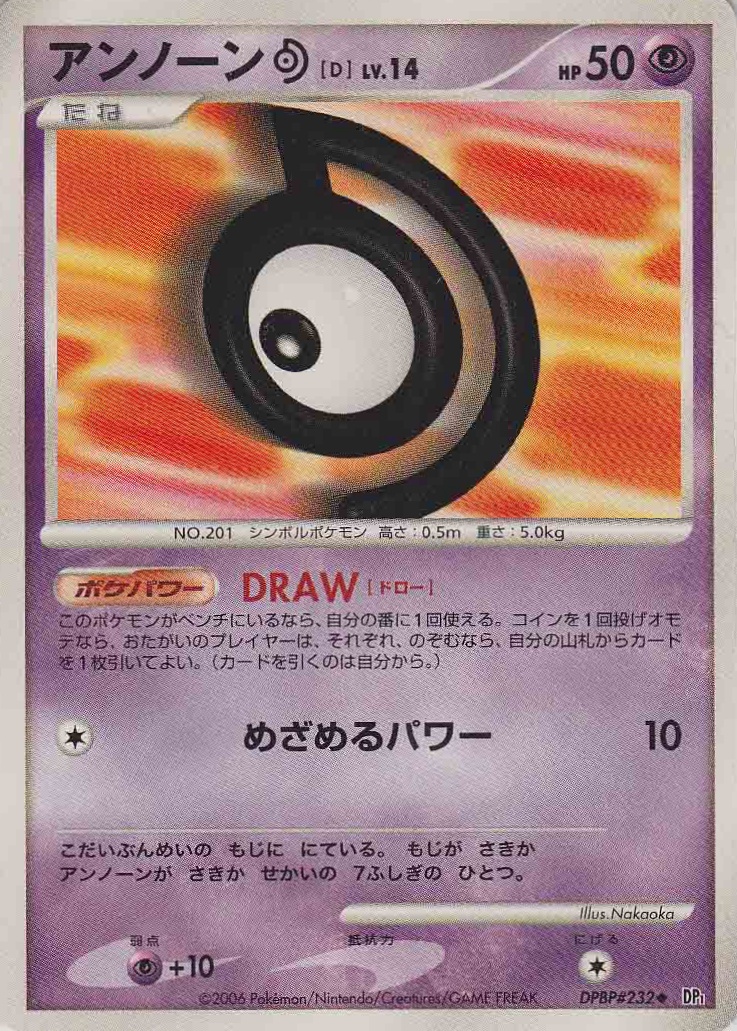 アンノーン [D] LV.14 HP50
たね
NO.201 シンボルポケモン 高さ:0.5m 重さ:5.0kg
ポケパワー DRAW [ドロー]
このポケモンがベンチにいるなら、自分の番に1回使える。コインを1回投げオモ
テなら、おたがいのプレイヤーは、それぞれ、のぞむなら、自分の山札からカード
を1枚引いてよい。(カードを引くのは自分から。)
めざめるパワー 10
こだいぶんめいの もじに にている。 もじが さきか
アンノーンが さきか せかいの 7ふしぎの ひとつ。
Illus.Nakaoka
弱点 抵抗力 にげる
+10
©2006 Pokémon/Nintendo/Creatures/GAME FREAK DPBP#232◆ DP1